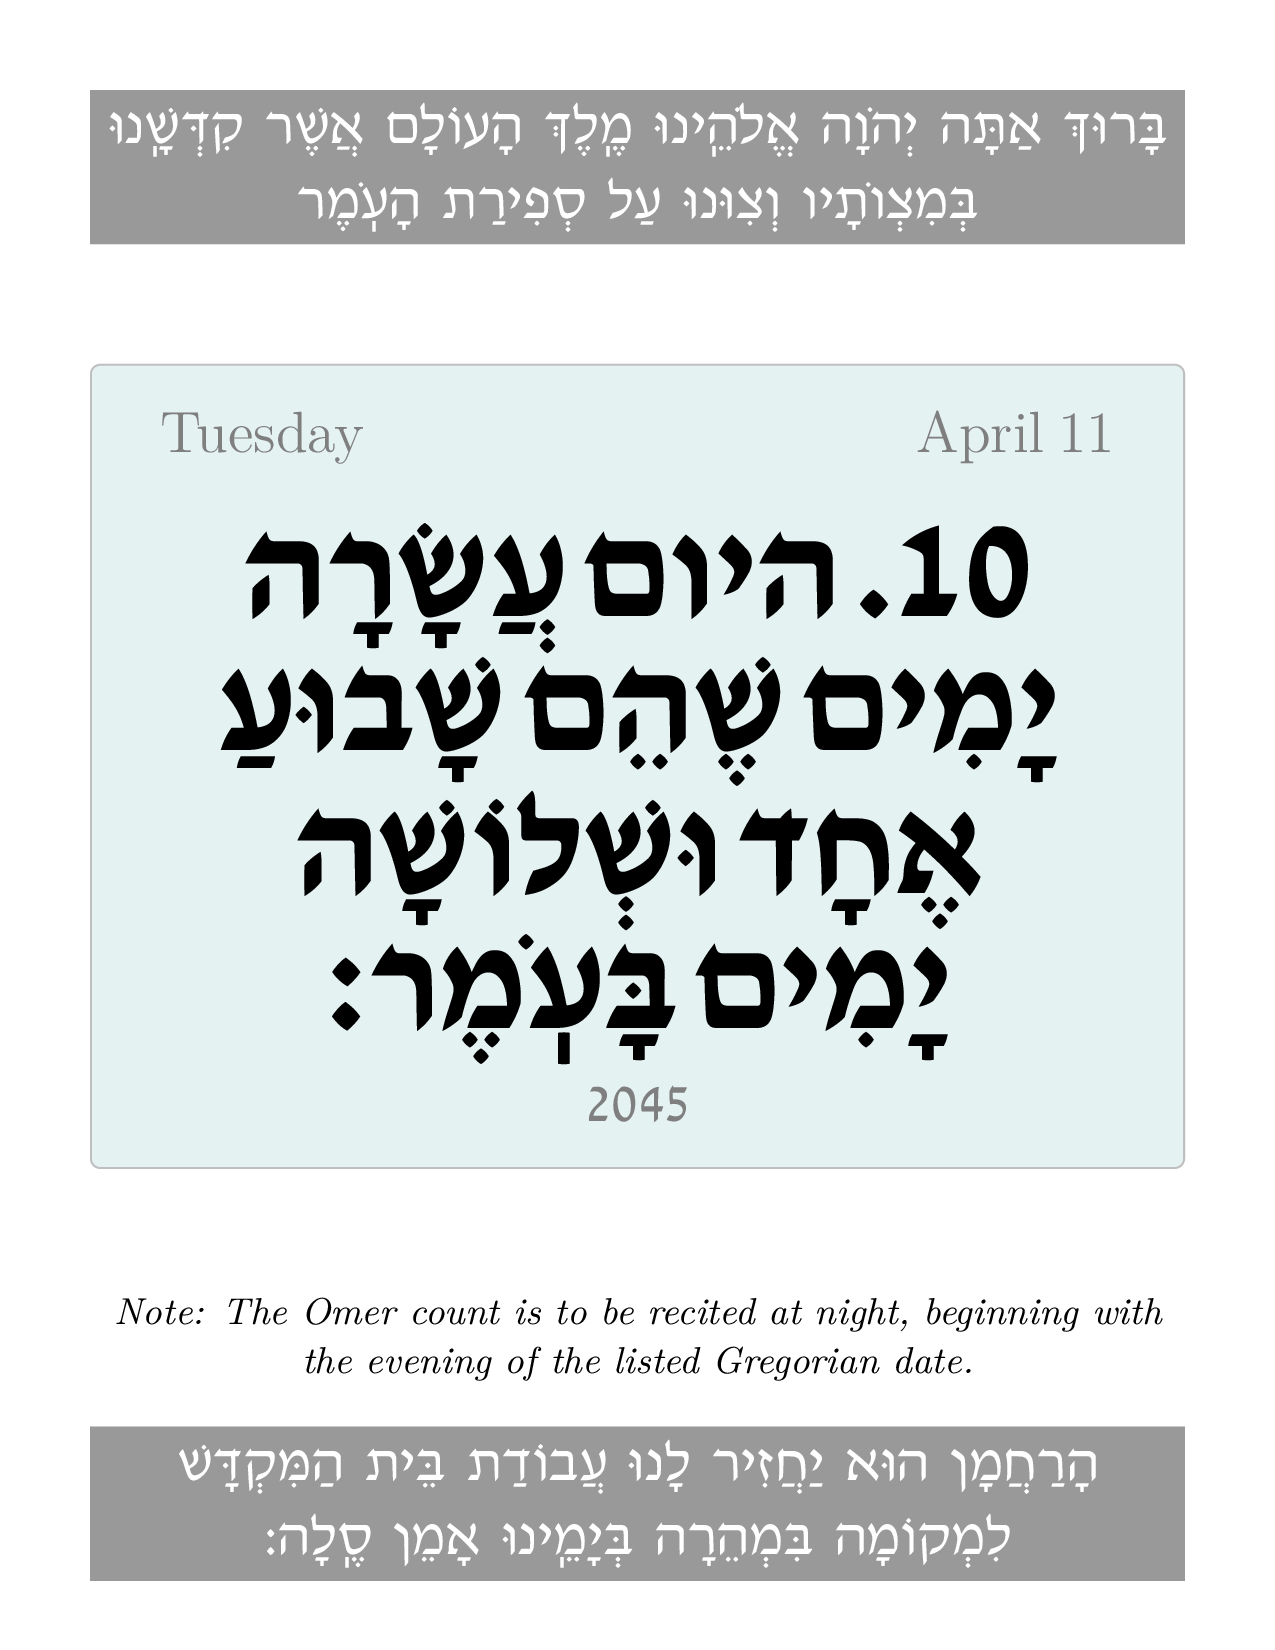 בָּרוּךְ אַתָּה יְהֹוָה אֱלֹהֵֽינוּ מֶֽלֶךְ הָעוֹלָם אֲשֶׁר קִדְּשָֽׁנוּ
בְּמִצְוֹתָיו וְצִוּנוּ עַל סְפִירַת הָעֹֽמֶר
Tuesday April 11
10. היום עֲשָׂרָה
יָמִים שֶׁהֵם שָׁבוּעַ
אֶחָד וּשְׁלוֹשָׁה
יָמִים בָּעֹֽמֶר:
2045
Note: The Omer count is to be recited at night, beginning with
the evening of the listed Gregorian date.
הָרַחֲמָן הוּא יַחֲזִיר לָנוּ עֲבוֹדַת בֵּית הַמִּקְדָּשׁ
לִמְקוֹמָהּ בִּמְהֵרָה בְּיָמֵֽינוּ אָמֵן סֶֽלָה: